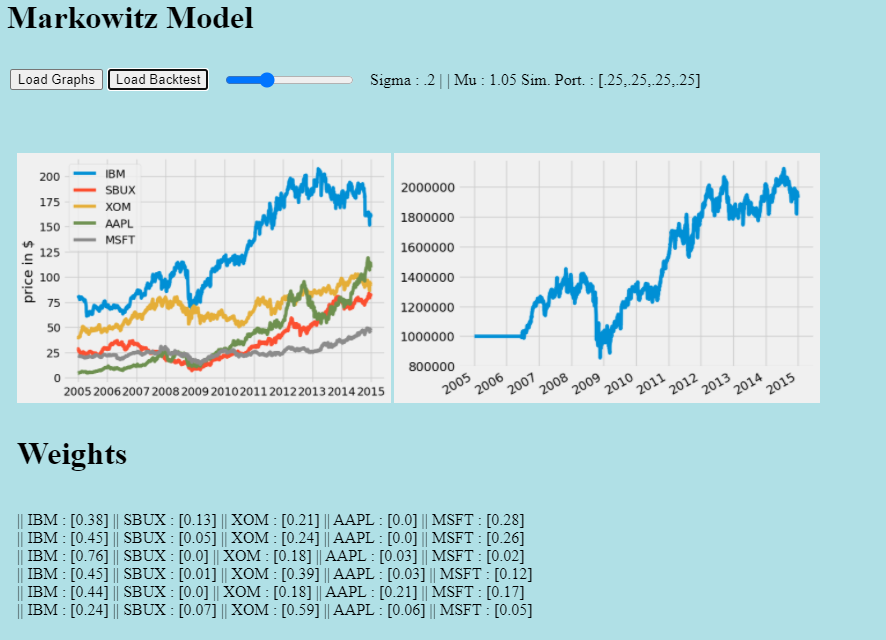 Markowitz Model
Load Graphs Load Backtest Sigma : .2 | | Mu : 1.05 Sim. Port. : [.25,.25,.25,.25]
IBM
SBUX
XOM
AAPL
MSFT
price in $
200
175
150
125
100
75
50
25
0
2005 2006 2007 2008 2009 2010 2011 2012 2013 2014 2015
2000000
1800000
1600000
1400000
1200000
1000000
800000
2005 2006 2007 2008 2009 2010 2011 2012 2013 2014 2015
Weights
|| IBM : [0.38] || SBUX : [0.13] || XOM : [0.21] || AAPL : [0.0] || MSFT : [0.28]
|| IBM : [0.45] || SBUX : [0.05] || XOM : [0.24] || AAPL : [0.0] || MSFT : [0.26]
|| IBM : [0.76] || SBUX : [0.0] || XOM : [0.18] || AAPL : [0.03] || MSFT : [0.02]
|| IBM : [0.45] || SBUX : [0.01] || XOM : [0.39] || AAPL : [0.03] || MSFT : [0.12]
|| IBM : [0.44] || SBUX : [0.0] || XOM : [0.18] || AAPL : [0.21] || MSFT : [0.17]
|| IBM : [0.24] || SBUX : [0.07] || XOM : [0.59] || AAPL : [0.06] || MSFT : [0.05]